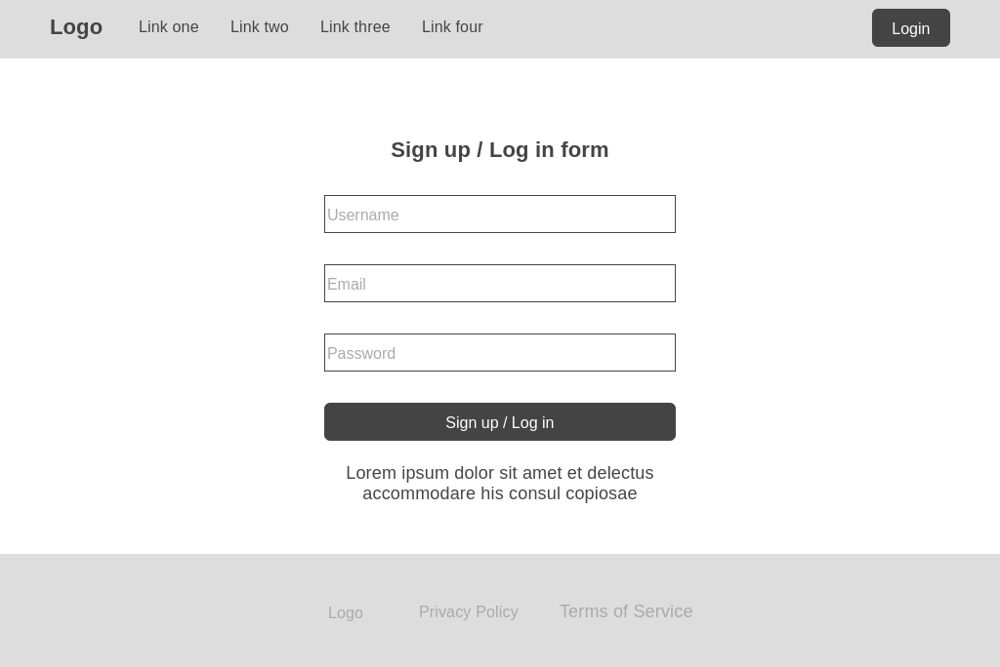 Logo Link one Link two Link three Link four Login
Sign up / Log in form
Username
Email
Password
Sign up / Log in
Lorem ipsum dolor sit amet et delectus
accommodare his consul copiosae
Logo Privacy Policy Terms of Service